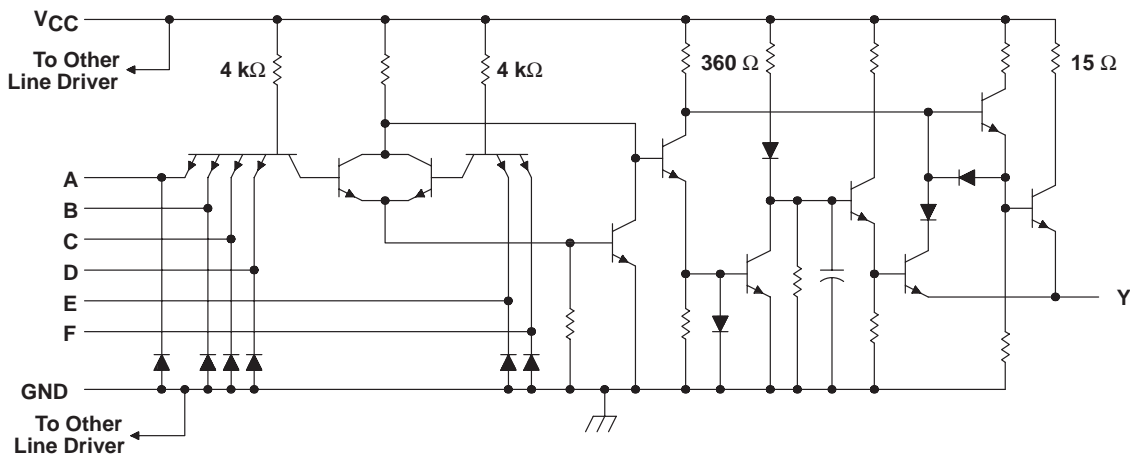 VCC
To Other
Line Driver
4 kΩ
4 kΩ
360 Ω
15 Ω
A
B
C
D
E
F
Y
GND
To Other
Line Driver